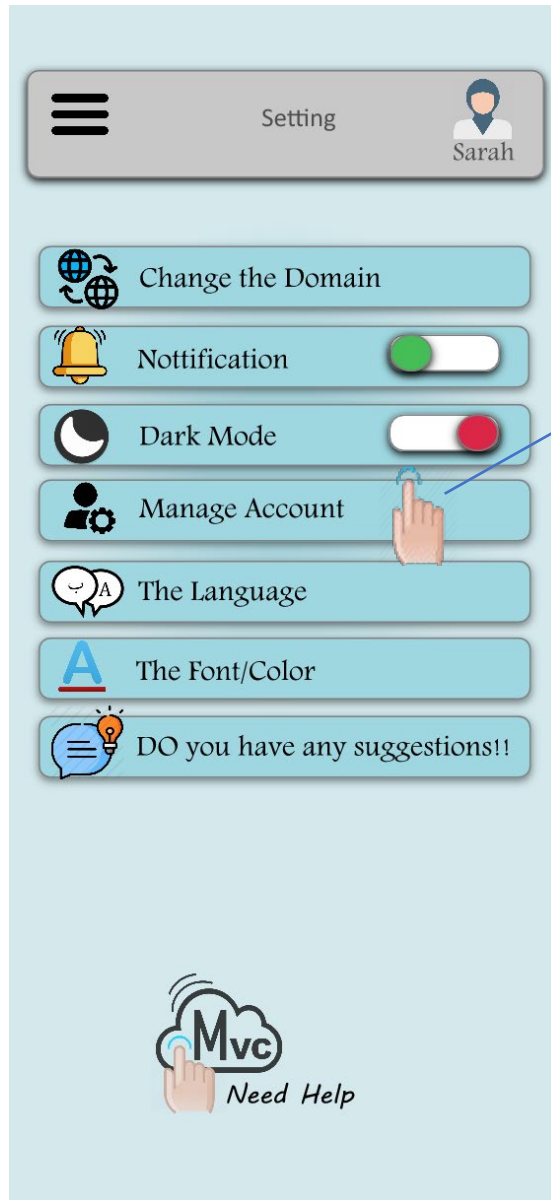 Setting
Sarah
Change the Domain
Nottification
Dark Mode
Manage Account
ب A
The Language
A
The Font/Color
DO you have any suggestions!!
Mvc
Need Help